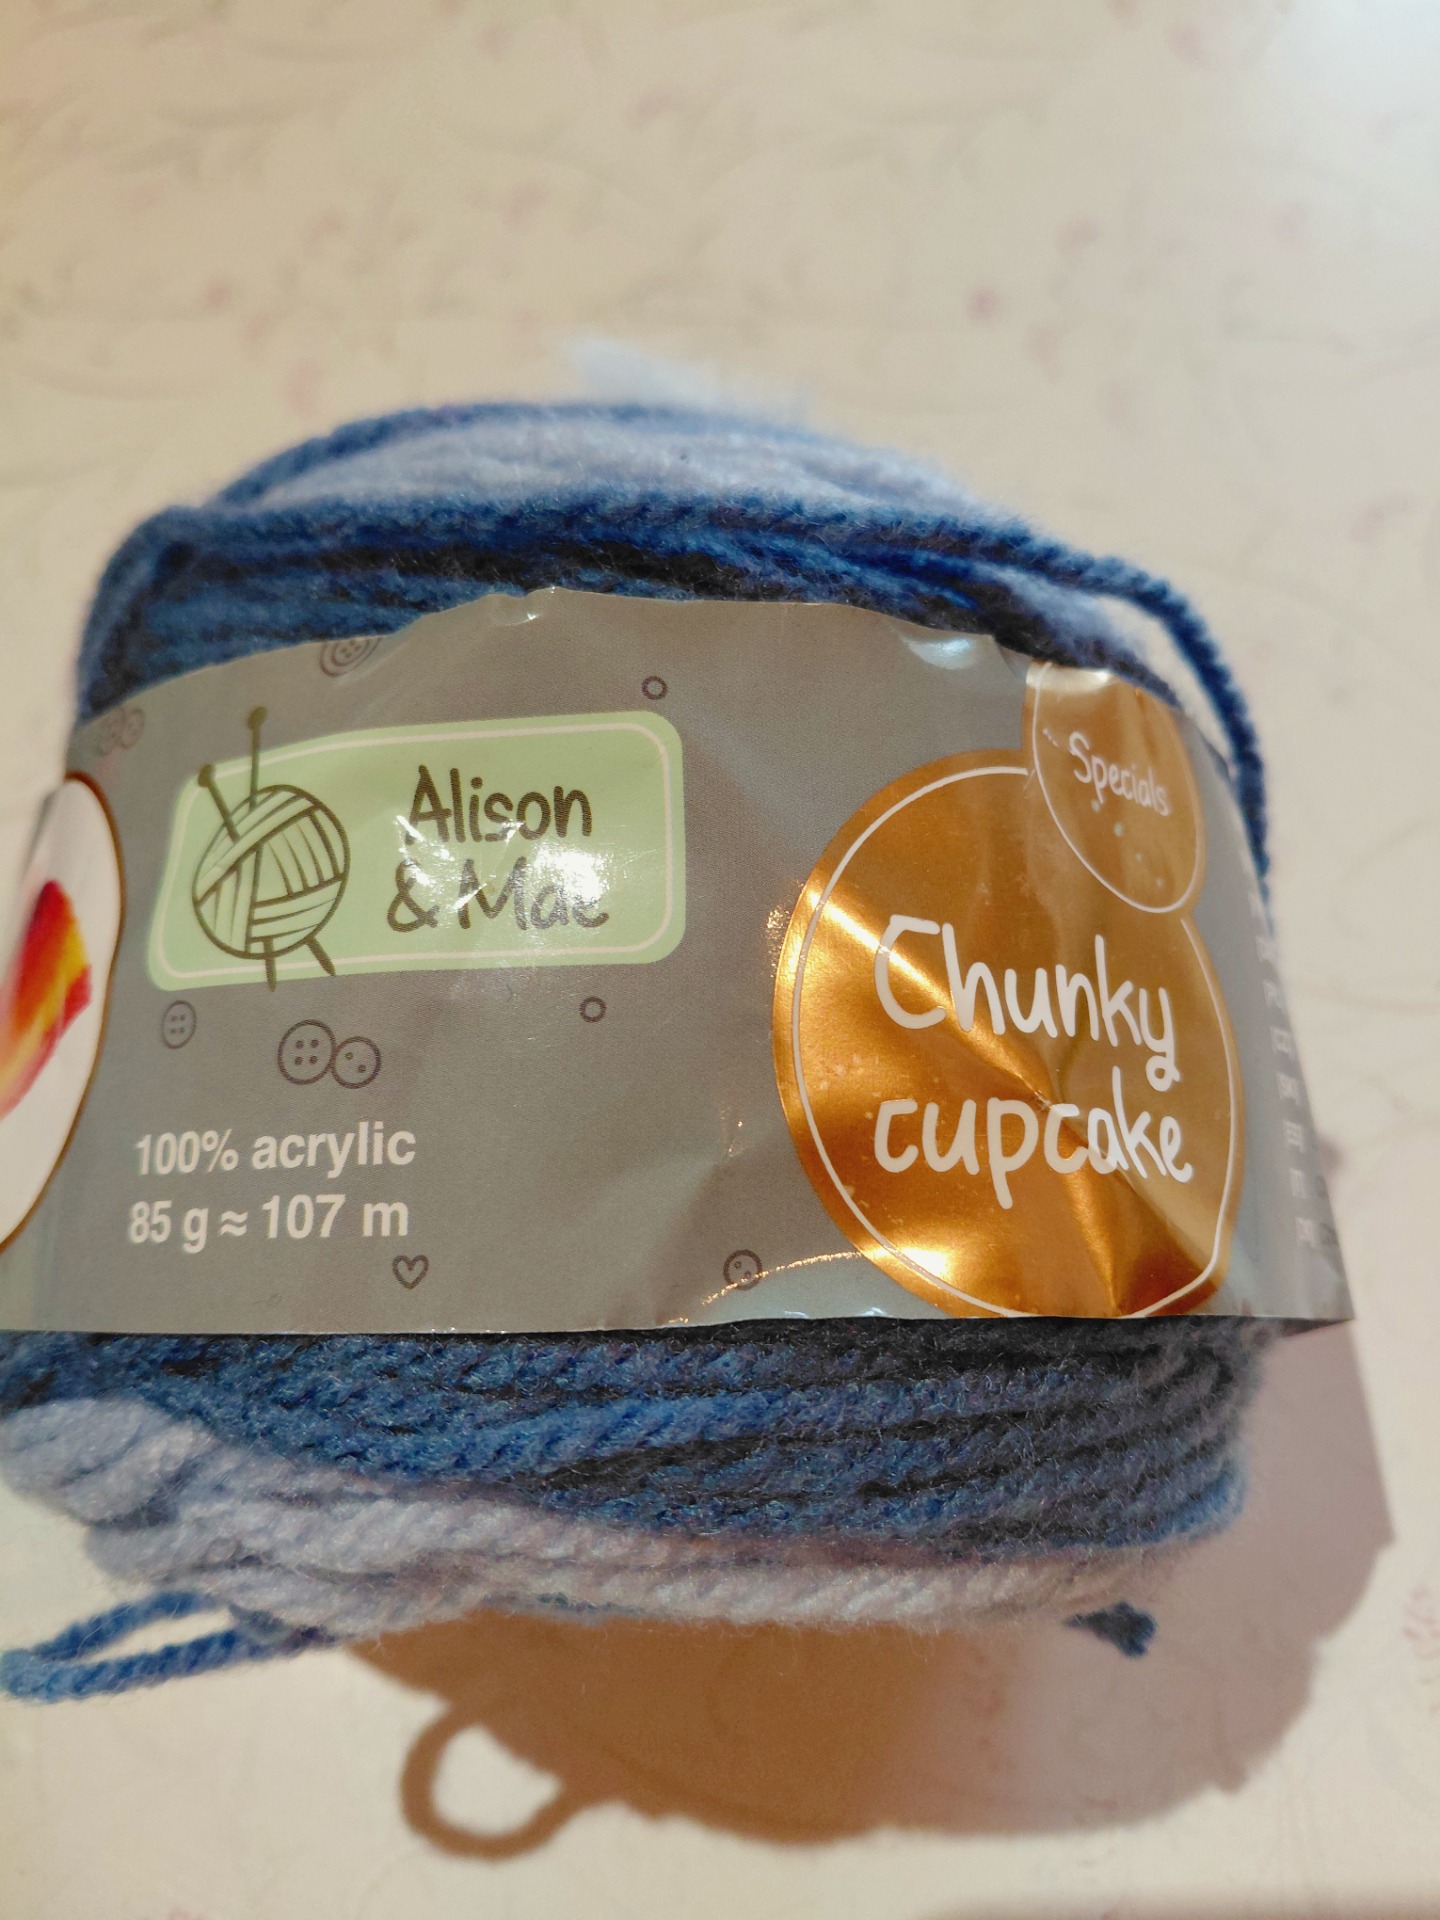 Alison
& Mae
Specials
Chunky
cupcake
100% acrylic
85 g ≈ 107 m